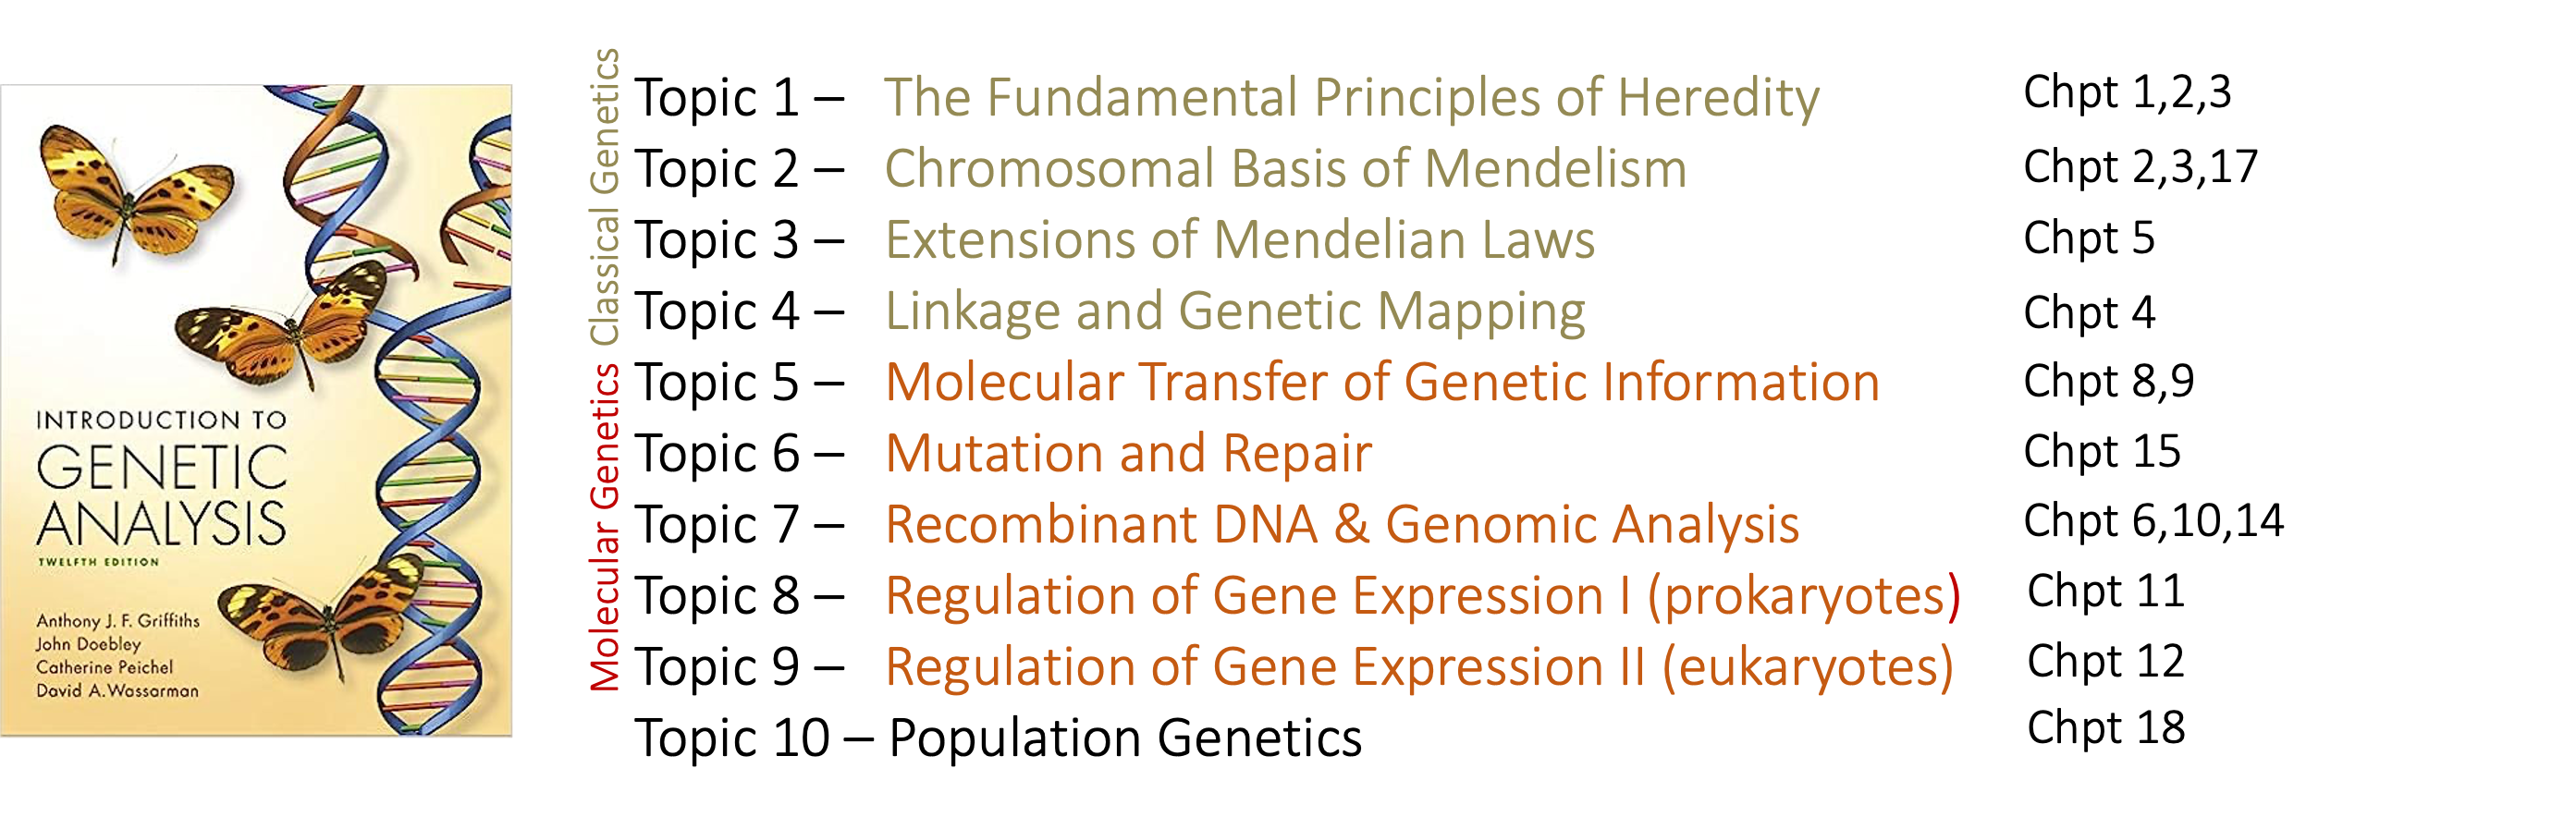 INTRODUCTION TO
GENETIC
ANALYSIS
TWELFTH EDITION
Anthony J. F. Griffiths
John Doebley
Catherine Peichel
David A. Wassarman
Classical Genetics
Molecular Genetics
Topic 1 – The Fundamental Principles of Heredity Chpt 1,2,3
Topic 2 – Chromosomal Basis of Mendelism Chpt 2,3,17
Topic 3 – Extensions of Mendelian Laws Chpt 5
Topic 4 – Linkage and Genetic Mapping Chpt 4
Topic 5 – Molecular Transfer of Genetic Information Chpt 8,9
Topic 6 – Mutation and Repair Chpt 15
Topic 7 – Recombinant DNA & Genomic Analysis Chpt 6,10,14
Topic 8 – Regulation of Gene Expression I (prokaryotes) Chpt 11
Topic 9 – Regulation of Gene Expression II (eukaryotes) Chpt 12
Topic 10 – Population Genetics Chpt 18